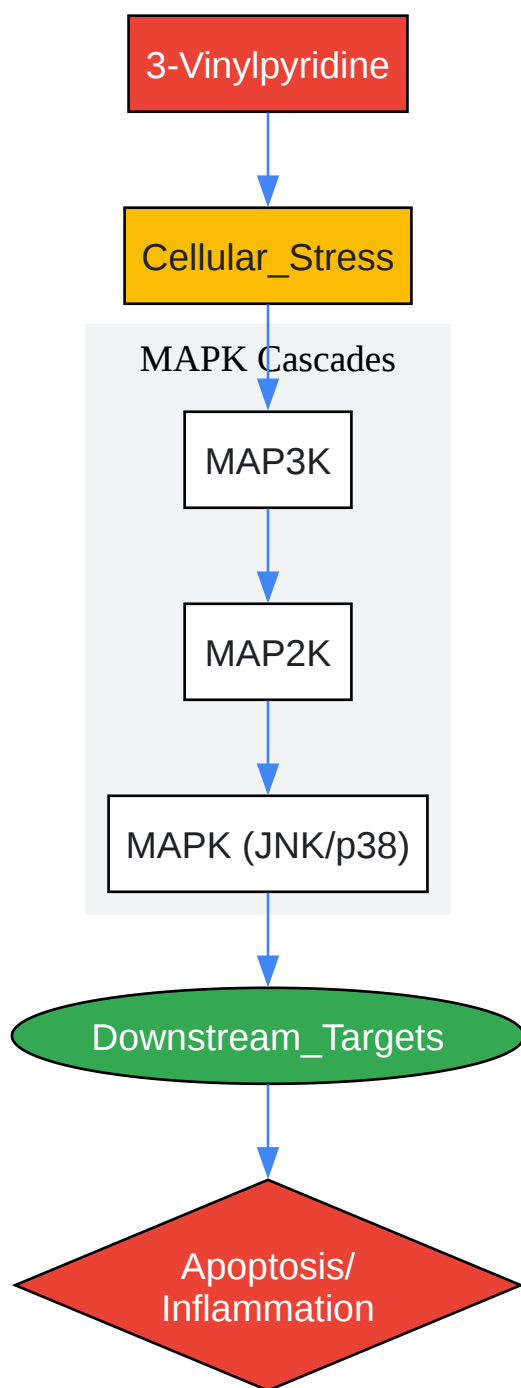 3-Vinylpyridine
Cellular_Stress
MAPK Cascades
MAP3K
MAP2K
MAPK (JNK/p38)
Downstream_Targets
Apoptosis/
Inflammation